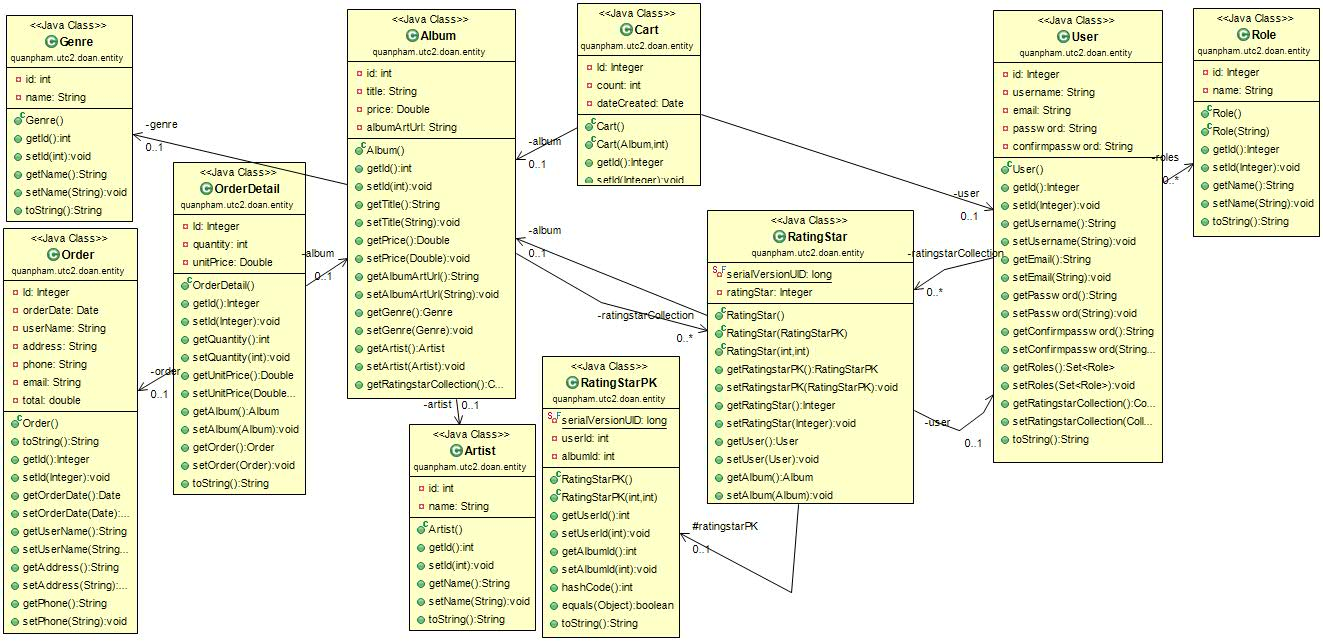 <<Java Class>>
Genre
quanpham.utc2.doan.entity
id: int
name: String
Genre()
getId():int
setId(int):void
getName():String
setName(String):void
toString():String
-genre
0..1
<<Java Class>>
Order
quanpham.utc2.doan.entity
Id: Integer
orderDate: Date
userName: String
address: String
phone: String
email: String
total: double
Order()
toString():String
getId():Integer
setId(Integer):void
getOrderDate():Date
setOrderDate(Date):...
getUserName():String
setUserName(String...
getAddress():String
setAddress(String):...
getPhone():String
setPhone(String):void
<<Java Class>>
OrderDetail
quanpham.utc2.doan.entity
Id: Integer
quantity: int
unitPrice: Double
OrderDetail()
getId():Integer
setId(Integer):void
getQuantity():int
setQuantity(int):void
getUnitPrice():Double
setUnitPrice(Double...
getAlbum():Album
setAlbum(Album):void
getOrder():Order
setOrder(Order):void
toString():String
-order
0..1
-album
0..1
<<Java Class>>
Album
quanpham.utc2.doan.entity
id: int
title: String
price: Double
albumArtUrl: String
Album()
getId():int
setId(int):void
getTitle():String
setTitle(String):void
getPrice():Double
setPrice(Double):void
getAlbumArtUrl():String
setAlbumArtUrl(String):void
getGenre():Genre
setGenre(Genre):void
getArtist():Artist
setArtist(Artist):void
getRatingstarCollection():C...
-artist
0..1
<<Java Class>>
Artist
quanpham.utc2.doan.entity
id: int
name: String
Artist()
getId():int
setId(int):void
getName():String
setName(String):void
toString():String
<<Java Class>>
Cart
quanpham.utc2.doan.entity
Id: Integer
count: int
dateCreated: Date
Cart()
Cart(Album,int)
getId():Integer
setId(Integer):void
-album
0..1
-user
0..1
-album
0..1
-ratingstarCollection
0..*
<<Java Class>>
RatingStarPK
quanpham.utc2.doan.entity
serialVersionUID: long
userId: int
albumId: int
RatingStarPK()
RatingStarPK(int,int)
getUserId():int
setUserId(int):void
getAlbumId():int
setAlbumId(int):void
hashCode():int
equals(Object):boolean
toString():String
#ratingstarPK
0..1
<<Java Class>>
RatingStar
quanpham.utc2.doan.entity
serialVersionUID: long
ratingStar: Integer
RatingStar()
RatingStar(RatingStarPK)
RatingStar(int,int)
getRatingstarPK():RatingStarPK
setRatingstarPK(RatingStarPK):void
getRatingStar():Integer
setRatingStar(Integer):void
getUser():User
setUser(User):void
getAlbum():Album
setAlbum(Album):void
-ratingstarCollection
0..*
-user
0..1
<<Java Class>>
User
quanpham.utc2.doan.entity
id: Integer
username: String
email: String
password: String
confirmpassword: String
User()
getId():Integer
setId(Integer):void
getUsername():String
setUsername(String):void
getEmail():String
setEmail(String):void
getPassword():String
setPassword(String):void
getConfirmpassword():String
setConfirmpassword(String...
getRoles():Set<Role>
setRoles(Set<Role>):void
getRatingstarCollection():Co...
setRatingstarCollection(Coll...
toString():String
-roles
0..*
<<Java Class>>
Role
quanpham.utc2.doan.entity
id: Integer
name: String
Role()
Role(String)
getId():Integer
setId(Integer):void
getName():String
setName(String):void
toString():String